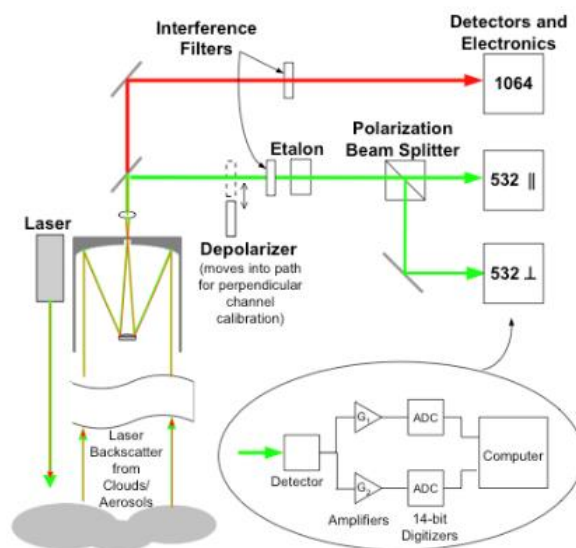 Detectors and
Electronics
Interference
Filters
1064
Polarization
Beam Splitter
Etalon
532 ||
Laser
Depolarizer
(moves into path
for perpendicular
channel
calibration)
532 ⊥
Laser
Backscatter
from
Clouds/
Aerosols
G₁
ADC
Computer
Detector
G₂
ADC
Amplifiers
14-bit
Digitizers